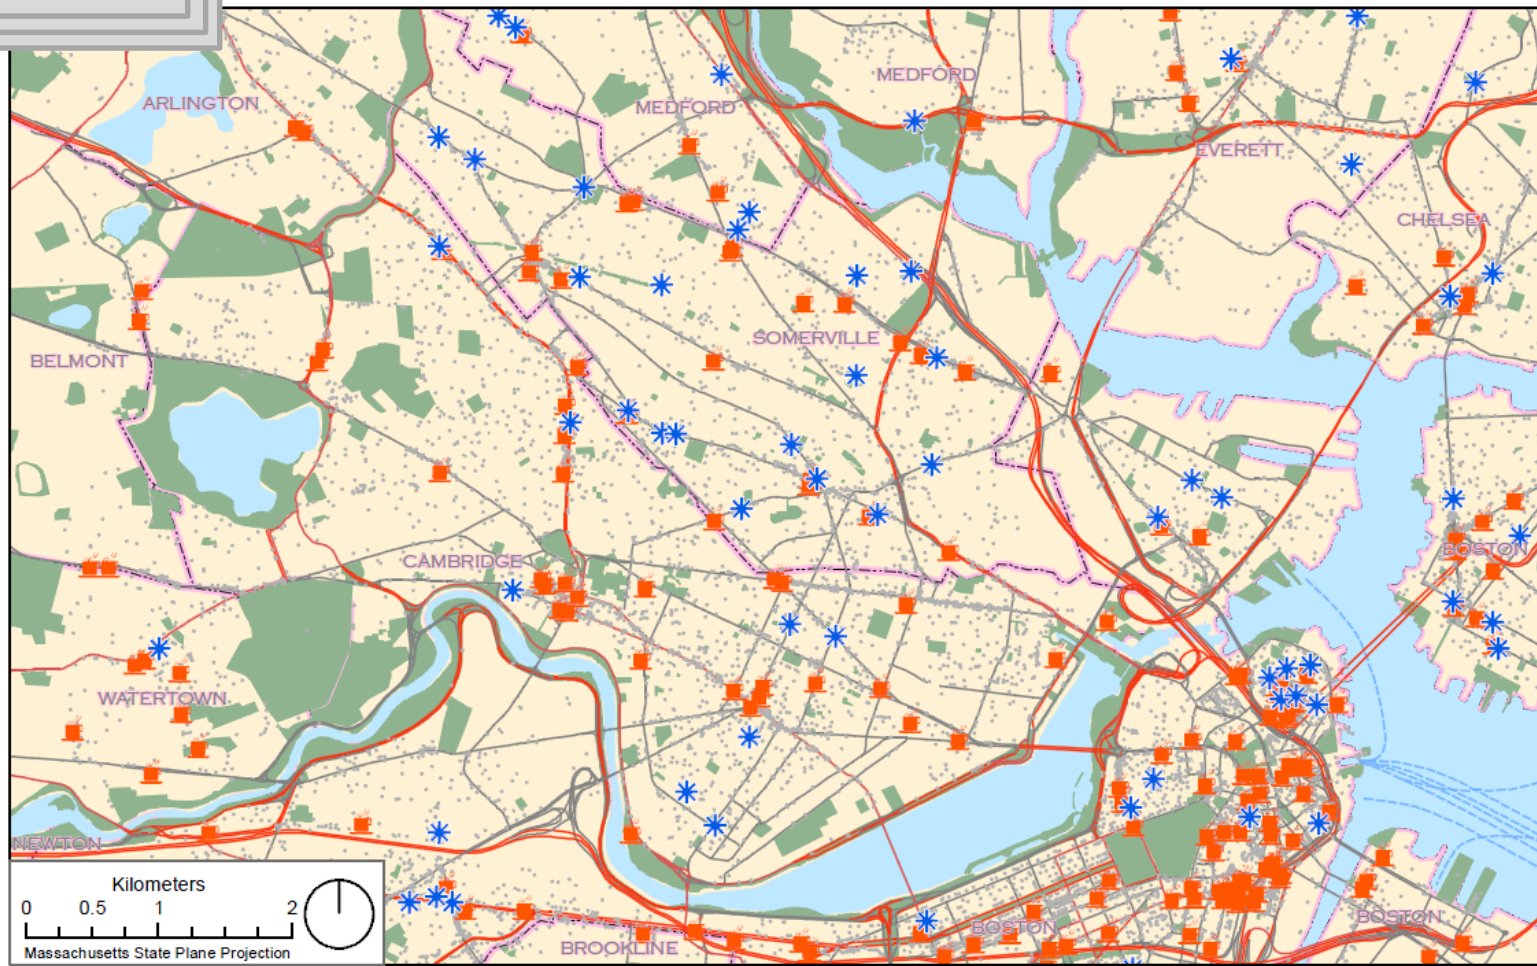 MEDFORD
ARLINGTON
MEDFORD
EVERETT
CHELSEA
SOMERVILLE
BELMONT
BOSTON
CAMBRIDGE
WATERTOWN
NEWTON
Kilometers
0 0.5 1 2
BOSTON
BOSTON
BROOKLINE
Massachusetts State Plane Projection